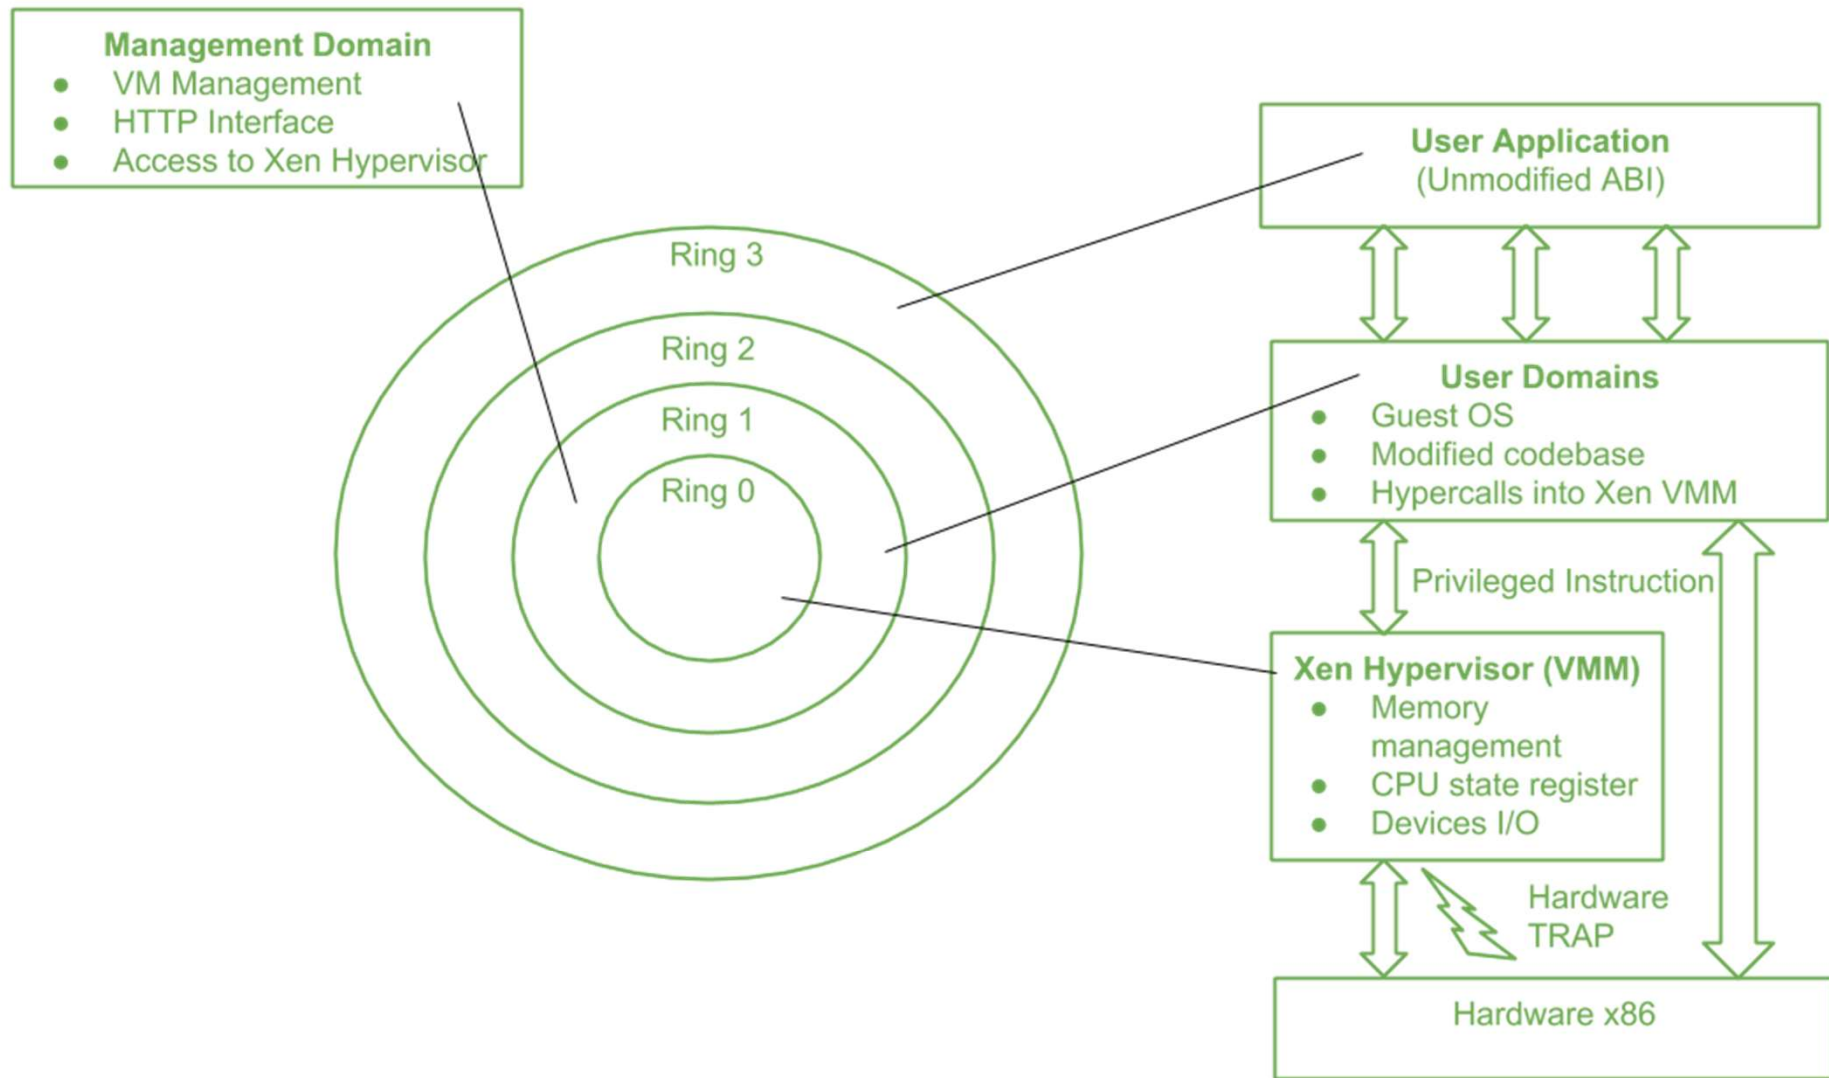 Management Domain
● VM Management
● HTTP Interface
● Access to Xen Hypervisor
Ring 3
Ring 2
Ring 1
Ring 0
User Application
(Unmodified ABI)
User Domains
● Guest OS
● Modified codebase
● Hypercalls into Xen VMM
Privileged Instruction
Xen Hypervisor (VMM)
● Memory
management
● CPU state register
● Devices I/O
Hardware
TRAP
Hardware x86